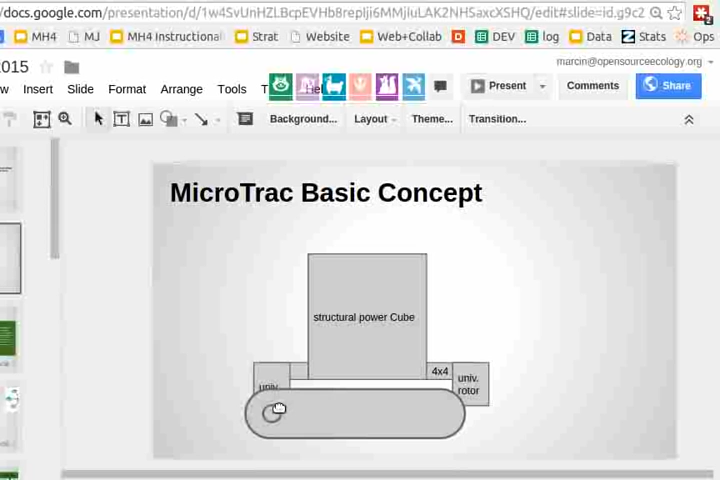 docs.google.com/presentation/d/1w4SvUnHZLBcpEVHb8repIji6MMjIuLAK2NHSaxcXSHQ/edit#slide=id.g9c2
MH4 MJ MH4 Instructional Strat Website Web+Collab DEV log Data Stats Ops
2015 marcin@opensourceecology.org
Insert Slide Format Arrange Tools Present Comments Share
Background... Layout Theme... Transition...
MicroTrac Basic Concept
structural power Cube
4x4
univ.
rotor
univ.